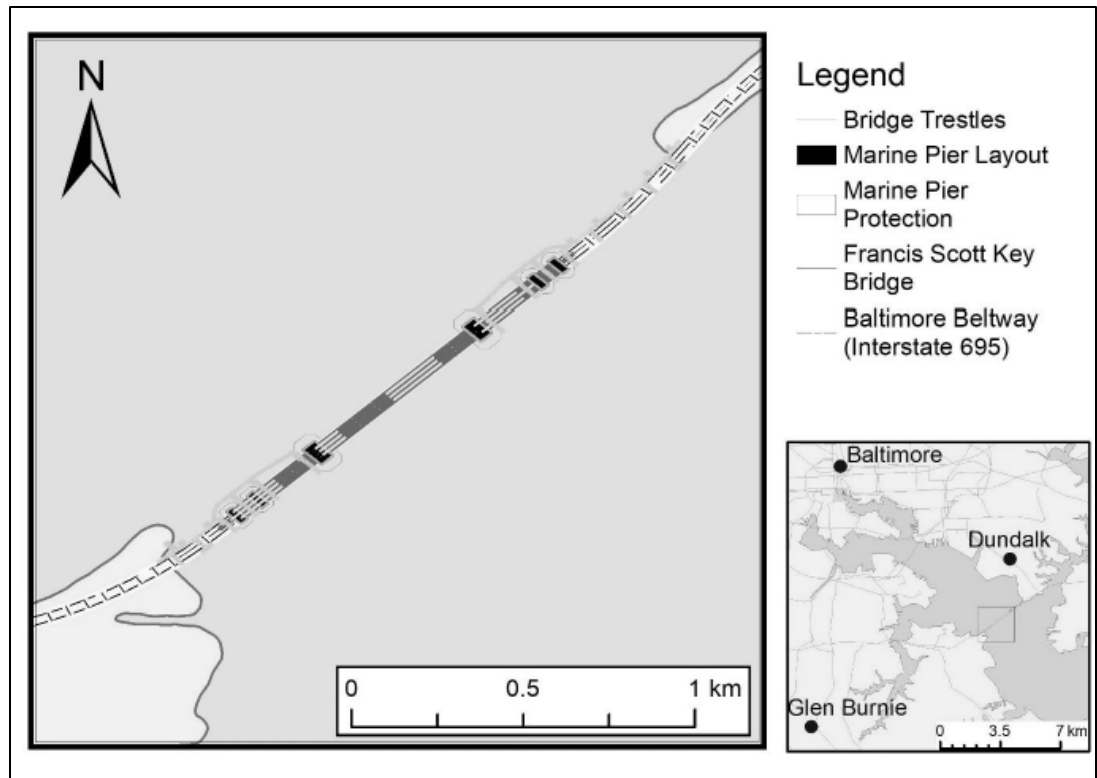 N
0
0.5
1 km
Legend
Bridge Trestles
Marine Pier Layout
Marine Pier
Protection
Francis Scott Key
Bridge
Baltimore Beltway
(Interstate 695)
Baltimore
Dundalk
Glen Burnie
0
3.5
7 km